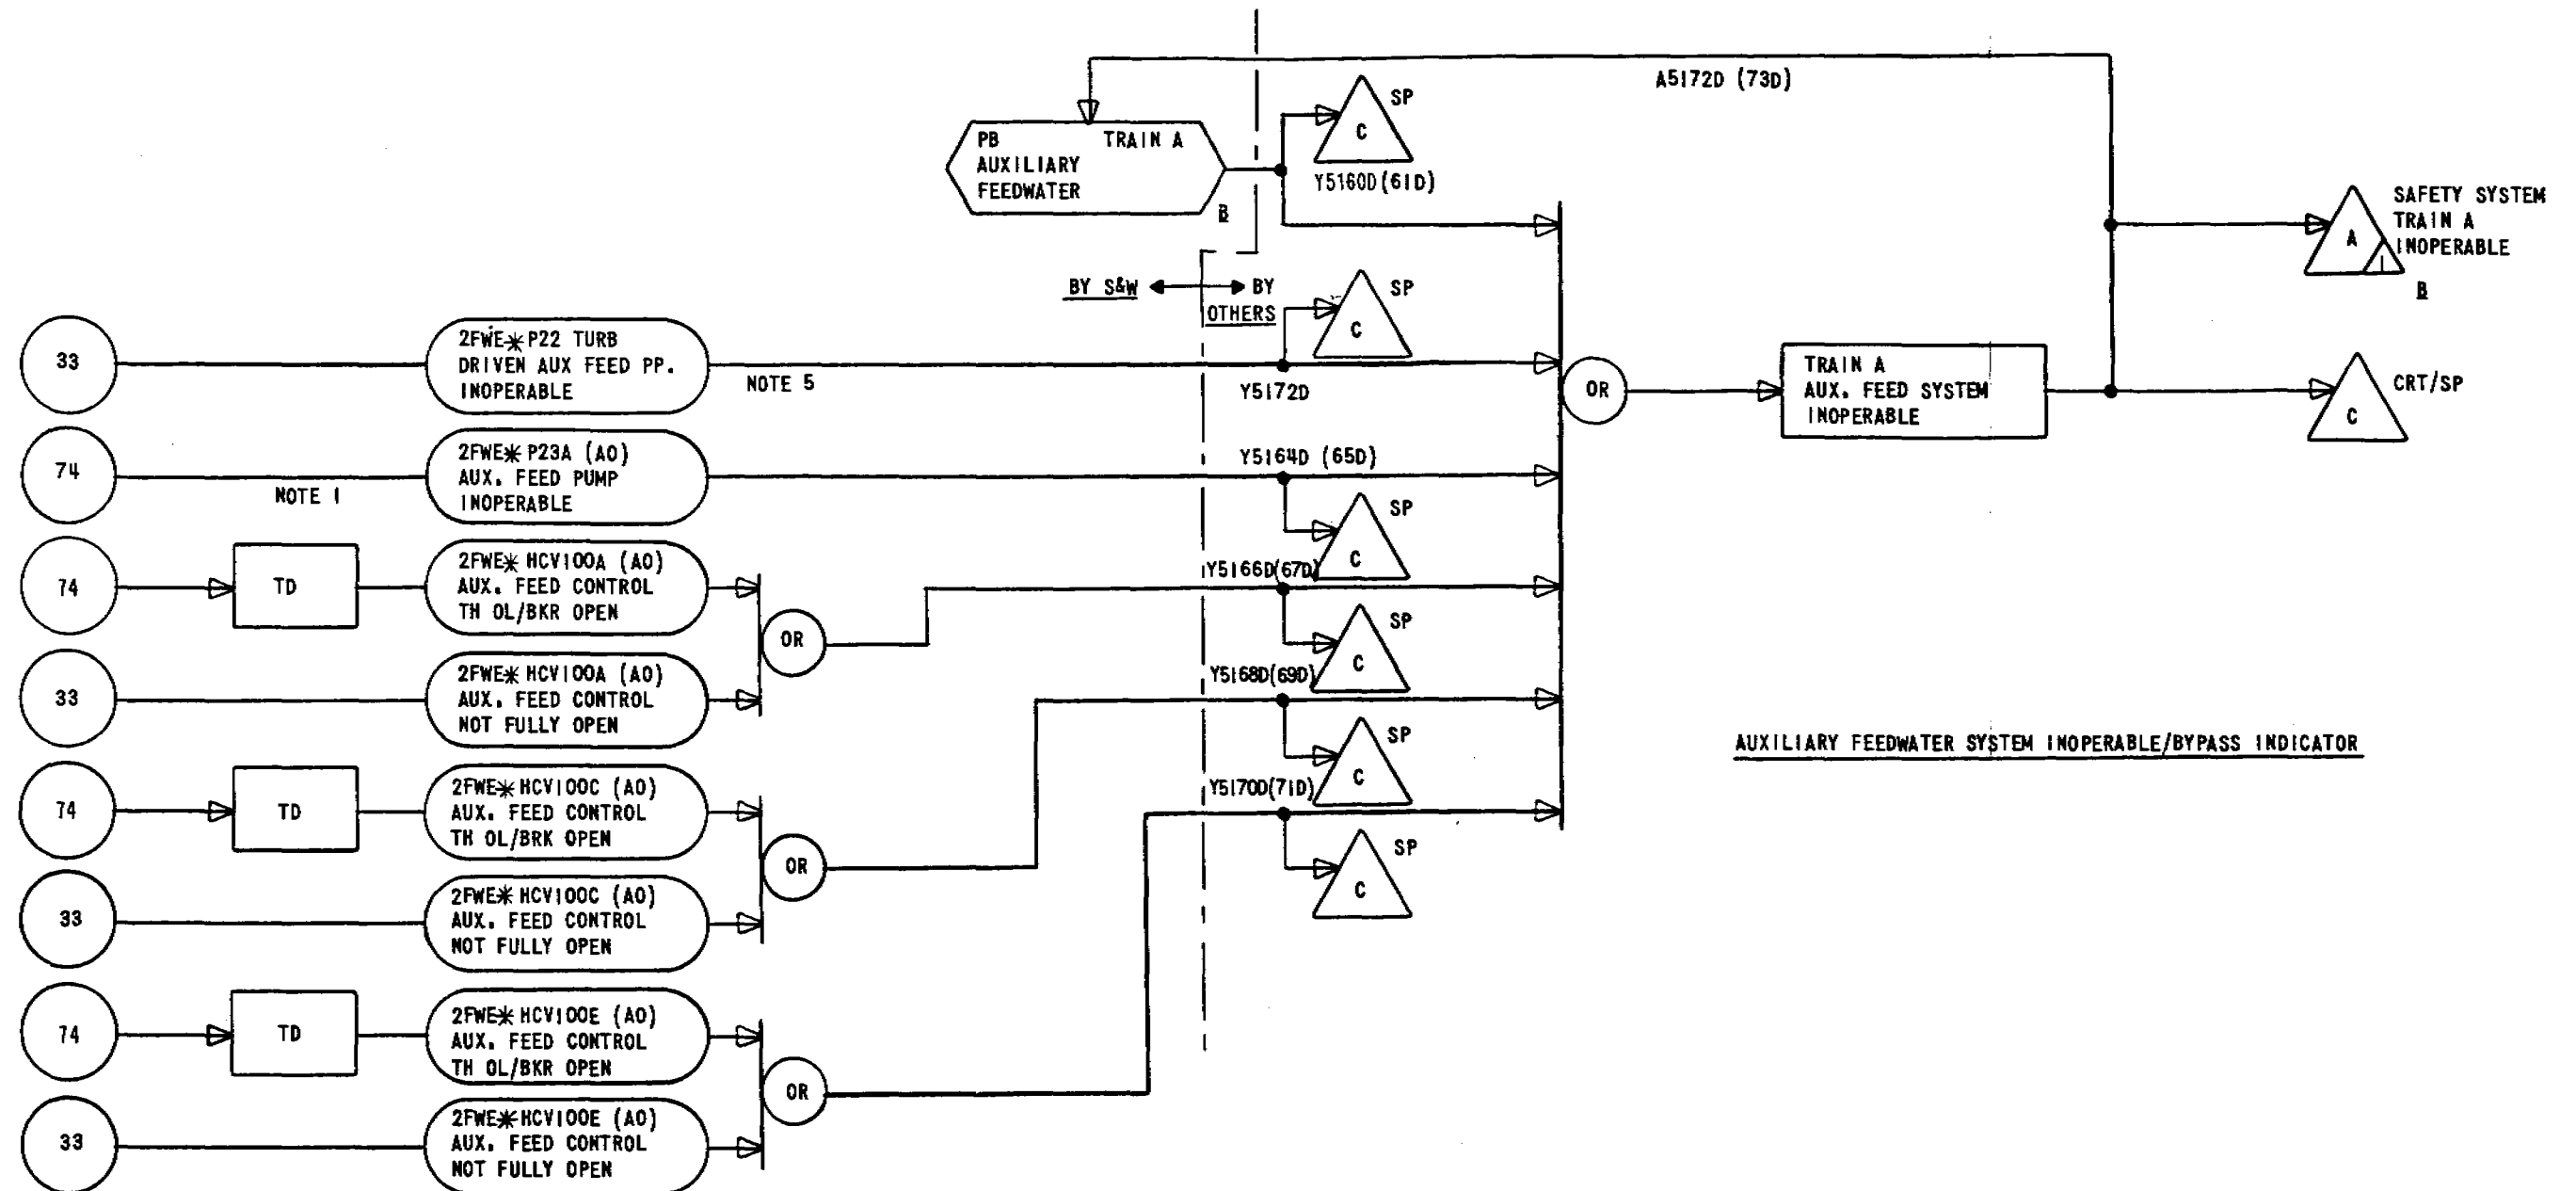 A5172D (73D)
SP
C
PB TRAIN A
AUXILIARY
FEEDWATER
B
Y5160D(61D)
A
1
SAFETY SYSTEM
TRAIN A
INOPERABLE
B
BY S&W
BY
OTHERS
SP
C
33
2FWE*P22 TURB
DRIVEN AUX FEED PP.
INOPERABLE
NOTE 5
Y5172D
OR
TRAIN A
AUX. FEED SYSTEM
INOPERABLE
CRT/SP
C
74
NOTE 1
2FWE*P23A (AO)
AUX. FEED PUMP
INOPERABLE
Y5164D (65D)
SP
C
74
TD
2FWE*HCV100A (AO)
AUX. FEED CONTROL
TH OL/BKR OPEN
Y5166D(67D)
OR
SP
C
33
2FWE*HCV100A (AO)
AUX. FEED CONTROL
NOT FULLY OPEN
Y5168D(69D)
SP
C
AUXILIARY FEEDWATER SYSTEM INOPERABLE/BYPASS INDICATOR
74
TD
2FWE*HCV100C (AO)
AUX. FEED CONTROL
TH OL/BRK OPEN
Y5170D(71D)
OR
SP
C
33
2FWE*HCV100C (AO)
AUX. FEED CONTROL
NOT FULLY OPEN
74
TD
2FWE*HCV100E (AO)
AUX. FEED CONTROL
TH OL/BKR OPEN
OR
33
2FWE*HCV100E (AO)
AUX. FEED CONTROL
NOT FULLY OPEN